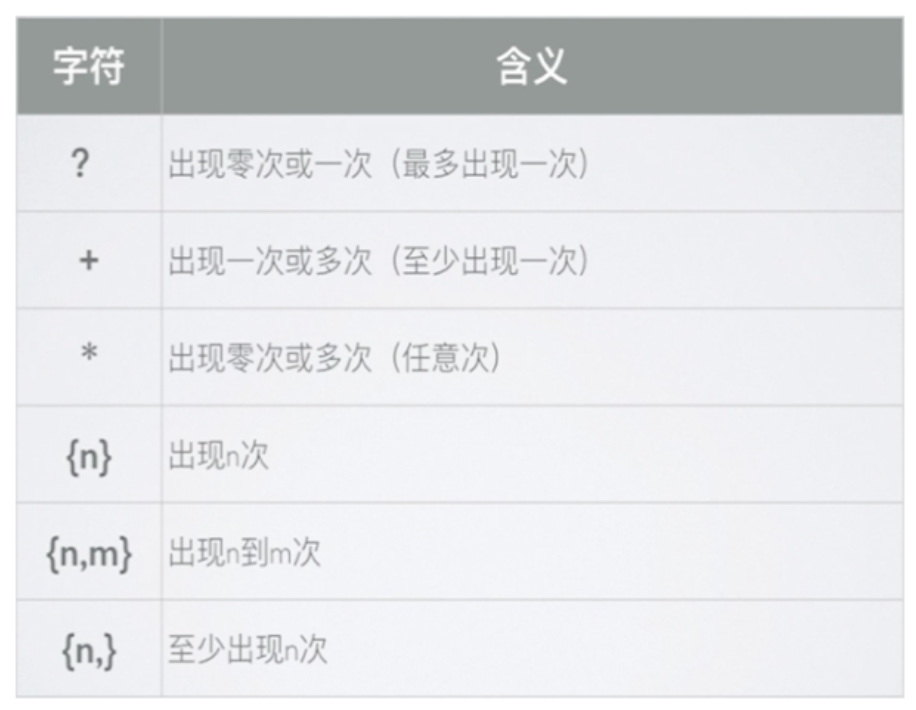 字符 含义
? 出现零次或一次（最多出现一次）
+ 出现一次或多次（至少出现一次）
* 出现零次或多次（任意次）
{n} 出现n次
{n,m} 出现n到m次
{n,} 至少出现n次